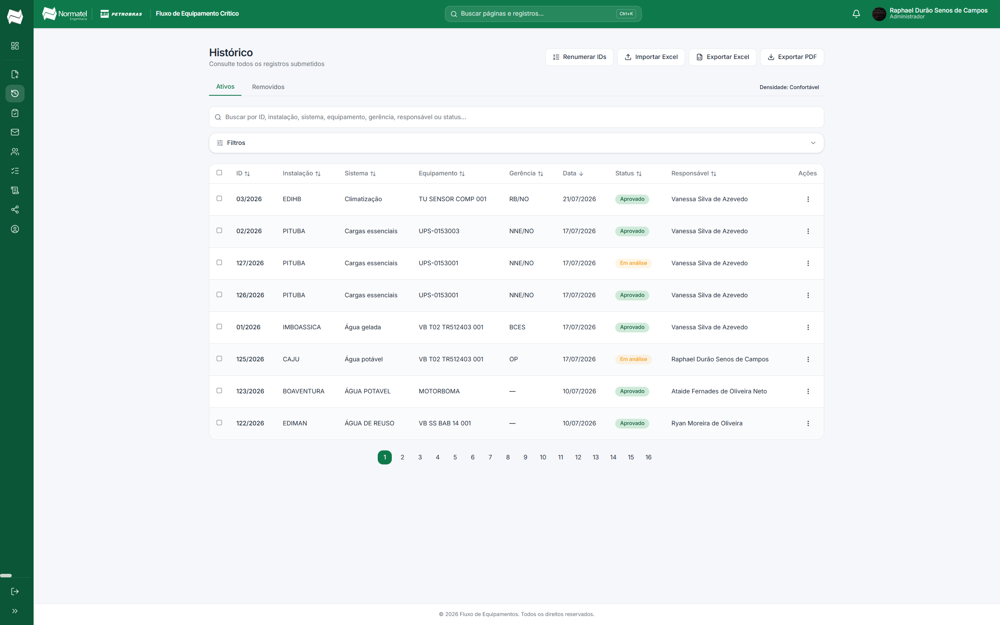 Normatel
Engenharia
BR PETROBRAS
Fluxo de Equipamento Crítico
Buscar páginas e registros...
Ctrl+K
Raphael Durão Senos de Campos
Administrador
Histórico
Consulte todos os registros submetidos
Renumerar IDs
Importar Excel
Exportar Excel
Exportar PDF
Ativos
Removidos
Densidade: Confortável
Buscar por ID, instalação, sistema, equipamento, gerência, responsável ou status...
Filtros
ID Instalação Sistema Equipamento Gerência Data Status Responsável Ações
03/2026 EDIHB Climatização TU SENSOR COMP 001 RB/NO 21/07/2026 Aprovado Vanessa Silva de Azevedo
02/2026 PITUBA Cargas essenciais UPS-0153003 NNE/NO 17/07/2026 Aprovado Vanessa Silva de Azevedo
127/2026 PITUBA Cargas essenciais UPS-0153001 NNE/NO 17/07/2026 Em análise Vanessa Silva de Azevedo
126/2026 PITUBA Cargas essenciais UPS-0153001 NNE/NO 17/07/2026 Aprovado Vanessa Silva de Azevedo
01/2026 IMBOASSICA Água gelada VB T02 TR512403 001 BCES 17/07/2026 Aprovado Vanessa Silva de Azevedo
125/2026 CAJU Água potável VB T02 TR512403 001 OP 17/07/2026 Em análise Raphael Durão Senos de Campos
123/2026 BOAVENTURA ÁGUA POTAVEL MOTORBOMA — 10/07/2026 Aprovado Ataide Fernades de Oliveira Neto
122/2026 EDIMAN ÁGUA DE REUSO VB SS BAB 14 001 — 10/07/2026 Aprovado Ryan Moreira de Oliveira
1 2 3 4 5 6 7 8 9 10 11 12 13 14 15 16
© 2026 Fluxo de Equipamentos. Todos os direitos reservados.